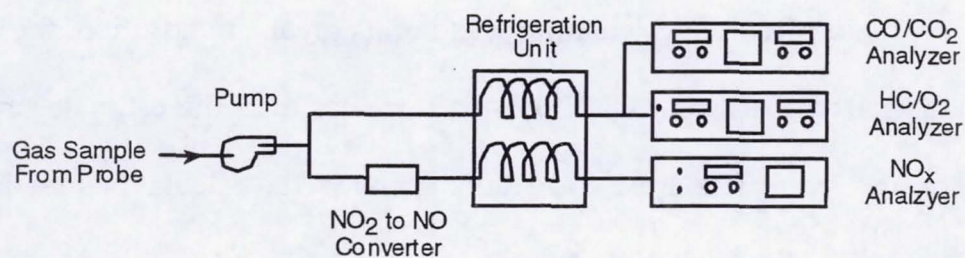 Refrigeration
Unit
CO/CO2
Analyzer
Pump
HC/O2
Analyzer
Gas Sample
From Probe
NOx
Analzyer
NO2 to NO
Converter